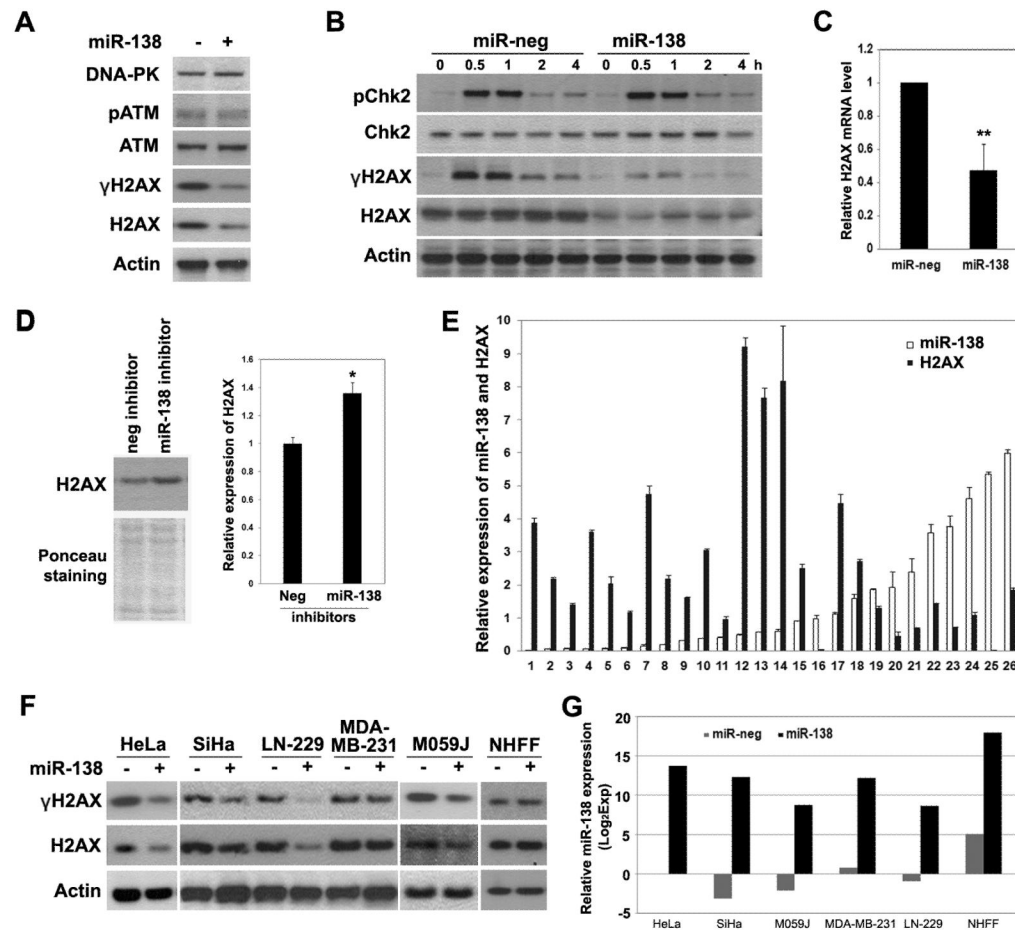 A
miR-138 - +
DNA-PK
pATM
ATM
γH2AX
H2AX
Actin
B
miR-neg miR-138
0 0.5 1 2 4 0 0.5 1 2 4 h
pChk2
Chk2
γH2AX
H2AX
Actin
C
Relative H2AX mRNA level
1.2
1
0.8
0.6
0.4
0.2
0
**
miR-neg miR-138
D
neg inhibitor
miR-138 inhibitor
H2AX
Ponceau
staining
Relative expression of H2AX
1.6
1.4
1.2
1
0.8
0.6
0.4
0.2
0
*
Neg miR-138
inhibitors
E
Relative expression of miR-138 and H2AX
10
9
8
7
6
5
4
3
2
1
0
miR-138
H2AX
1 2 3 4 5 6 7 8 9 10 11 12 13 14 15 16 17 18 19 20 21 22 23 24 25 26
F
HeLa SiHa LN-229 MDA-MB-231 M059J NHFF
miR-138 - + - + - + - + - + - +
γH2AX
H2AX
Actin
G
Relative miR-138 expression
(Log₂Exp)
20
15
10
5
0
-5
miR-neg miR-138
HeLa SiHa M059J MDA-MB-231 LN-229 NHFF